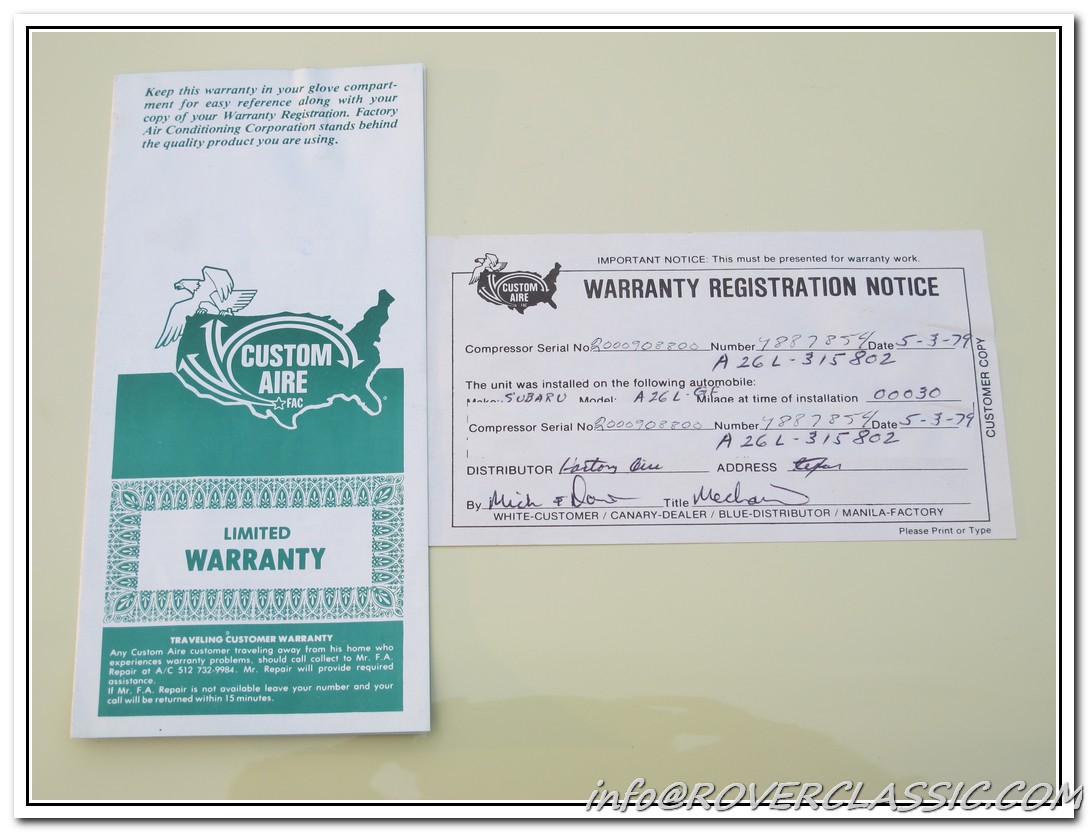 Keep this warranty in your glove compart-
ment for easy reference along with your
copy of your Warranty Registration. Factory
Air Conditioning Corporation stands behind
the quality product you are using.
CUSTOM
AIRE
FAC
LIMITED
WARRANTY
TRAVELING CUSTOMER WARRANTY
Any Custom Aire customer traveling away from his home who
experiences warranty problems, should call collect to Mr. F.A.
Repair at A/C 512 732-9984. Mr. Repair will provide required
assistance.
If Mr. F.A. Repair is not available leave your number and your
call will be returned within 15 minutes.
CUSTOM
AIRE
IMPORTANT NOTICE: This must be presented for warranty work.
WARRANTY REGISTRATION NOTICE
Compressor Serial No 2000908800 Number 4887854 Date 5-3-79
A26L-315802
The unit was installed on the following automobile:
Make SUBARU Model: A26L-GL Milage at time of installation 00030
Compressor Serial No 2000908800 Number 4887854 Date 5-3-79
A26L-315802
DISTRIBUTOR ADDRESS
By Title
WHITE-CUSTOMER / CANARY-DEALER / BLUE-DISTRIBUTOR / MANILA-FACTORY
Please Print or Type
CUSTOMER COPY
info@ROVERCLASSIC.COM